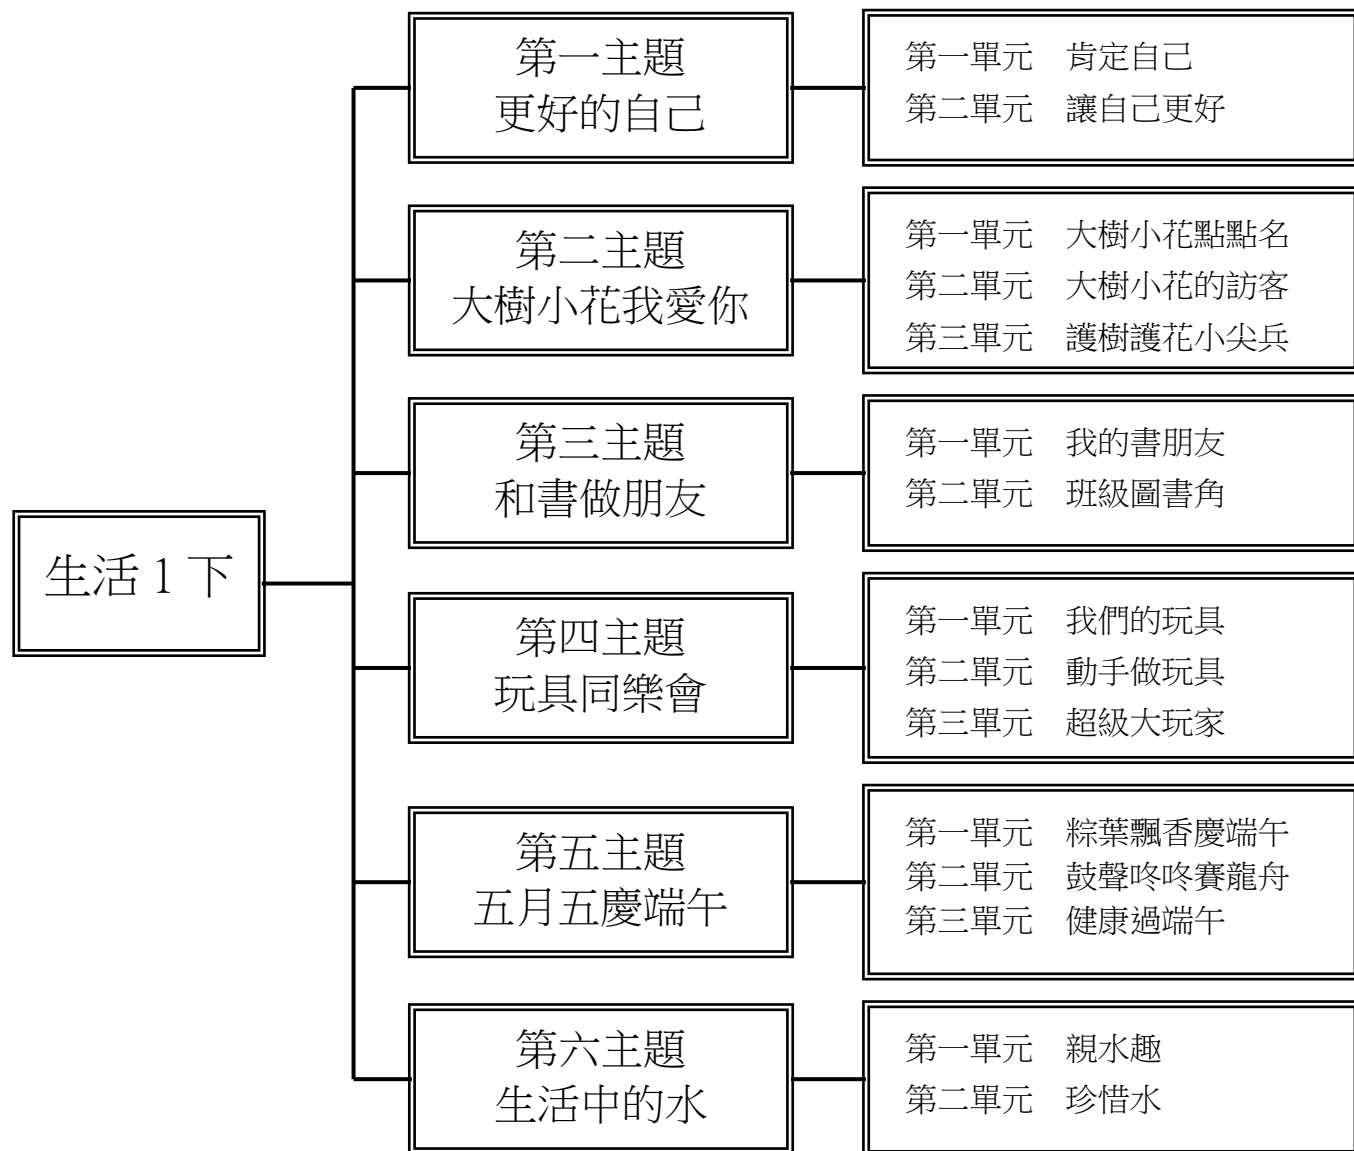 生活 1 下
第一主題
更好的自己
第一單元　肯定自己
第二單元　讓自己更好
第二主題
大樹小花我愛你
第一單元　大樹小花點點名
第二單元　大樹小花的訪客
第三單元　護樹護花小尖兵
第三主題
和書做朋友
第一單元　我的書朋友
第二單元　班級圖書角
第四主題
玩具同樂會
第一單元　我們的玩具
第二單元　動手做玩具
第三單元　超級大玩家
第五主題
五月五慶端午
第一單元　粽葉飄香慶端午
第二單元　鼓聲咚咚賽龍舟
第三單元　健康過端午
第六主題
生活中的水
第一單元　親水趣
第二單元　珍惜水